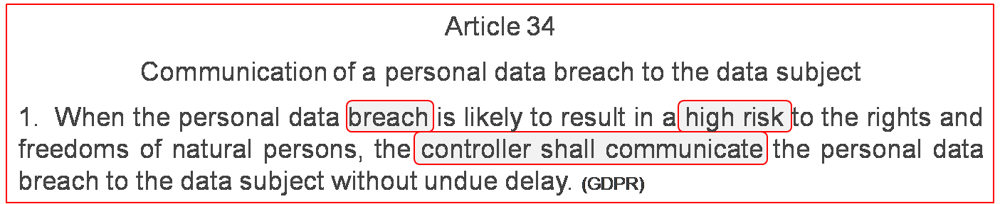 Article 34
Communication of a personal data breach to the data subject
1. When the personal data breach is likely to result in a high risk to the rights and
freedoms of natural persons, the controller shall communicate the personal data
breach to the data subject without undue delay. (GDPR)